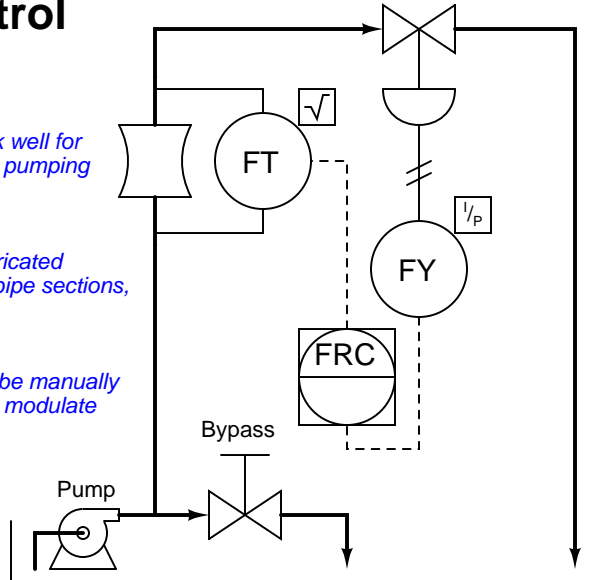 trol
k well for
pumping
FT
√
I/P
ricated
pipe sections,
FY
FRC
be manually
modulate
Bypass
Pump